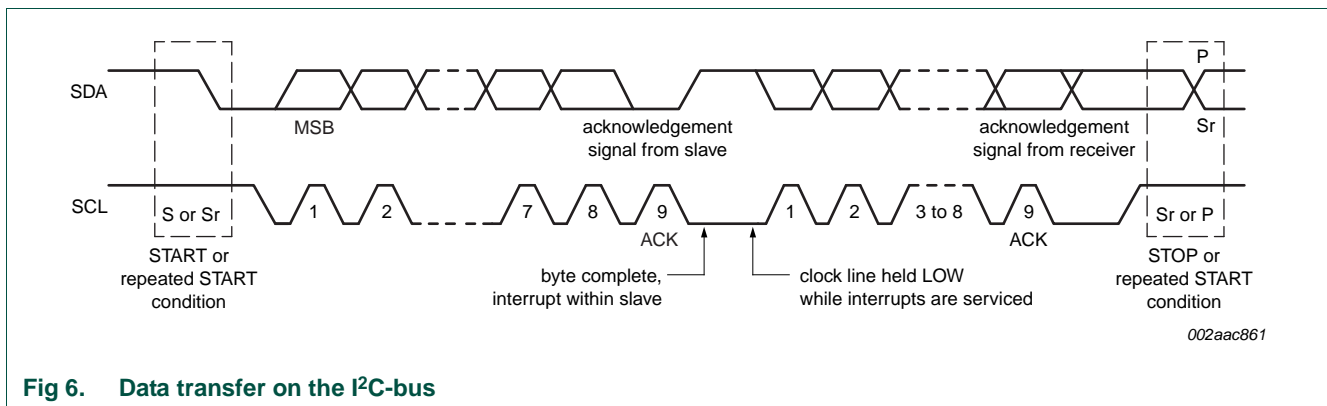 P
SDA
MSB
acknowledgement
signal from slave
acknowledgement
signal from receiver
Sr
SCL
S or Sr
1
2
7
8
9
1
2
3 to 8
9
Sr or P
ACK
ACK
START or
repeated START
condition
byte complete,
interrupt within slave
clock line held LOW
while interrupts are serviced
STOP or
repeated START
condition
002aac861
Fig 6. Data transfer on the I²C-bus